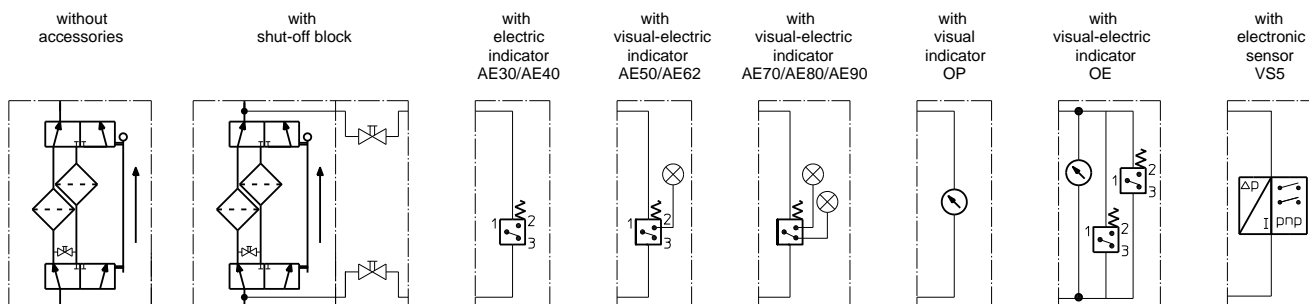 without
accessories
with
shut-off block
with
electric
indicator
AE30/AE40
with
visual-electric
indicator
AE50/AE62
with
visual-electric
indicator
AE70/AE80/AE90
with
visual
indicator
OP
with
visual-electric
indicator
OE
with
electronic
sensor
VS5
1 2
3
1 2
3
1 2
3
1 2
3
Δp
I pnp